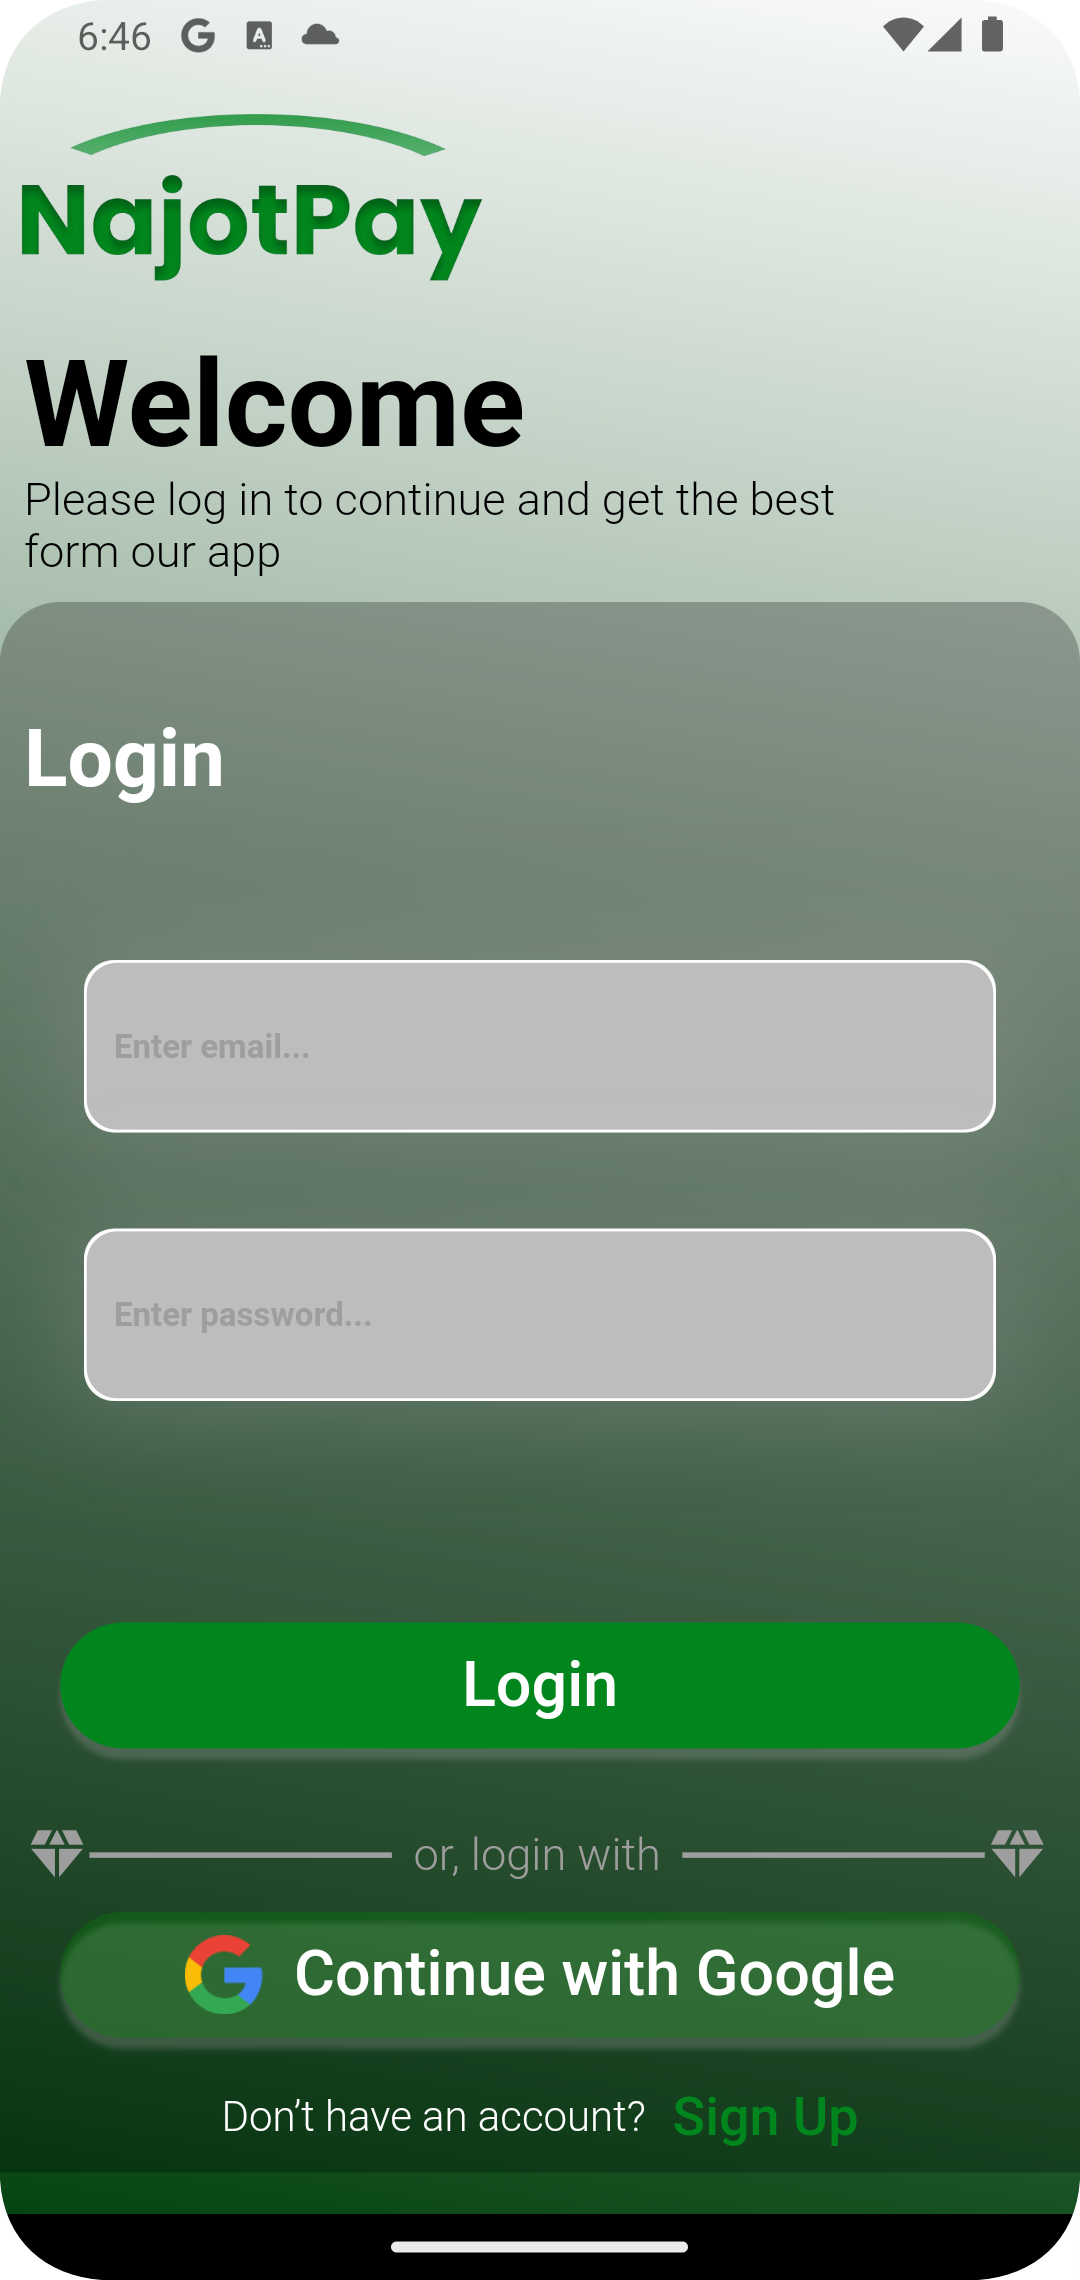 6:46
NajotPay
Welcome
Please log in to continue and get the best
form our app
Login
Enter email...
Enter password...
Login
or, login with
Continue with Google
Don’t have an account? Sign Up